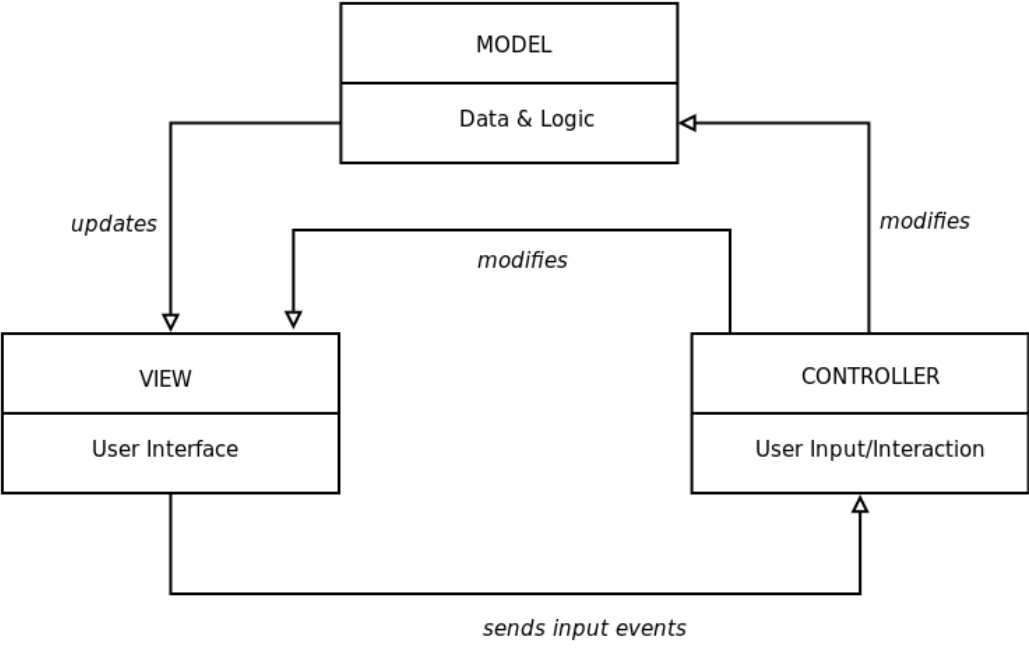 MODEL
Data & Logic
updates
modifies
modifies
VIEW
User Interface
CONTROLLER
User Input/Interaction
sends input events